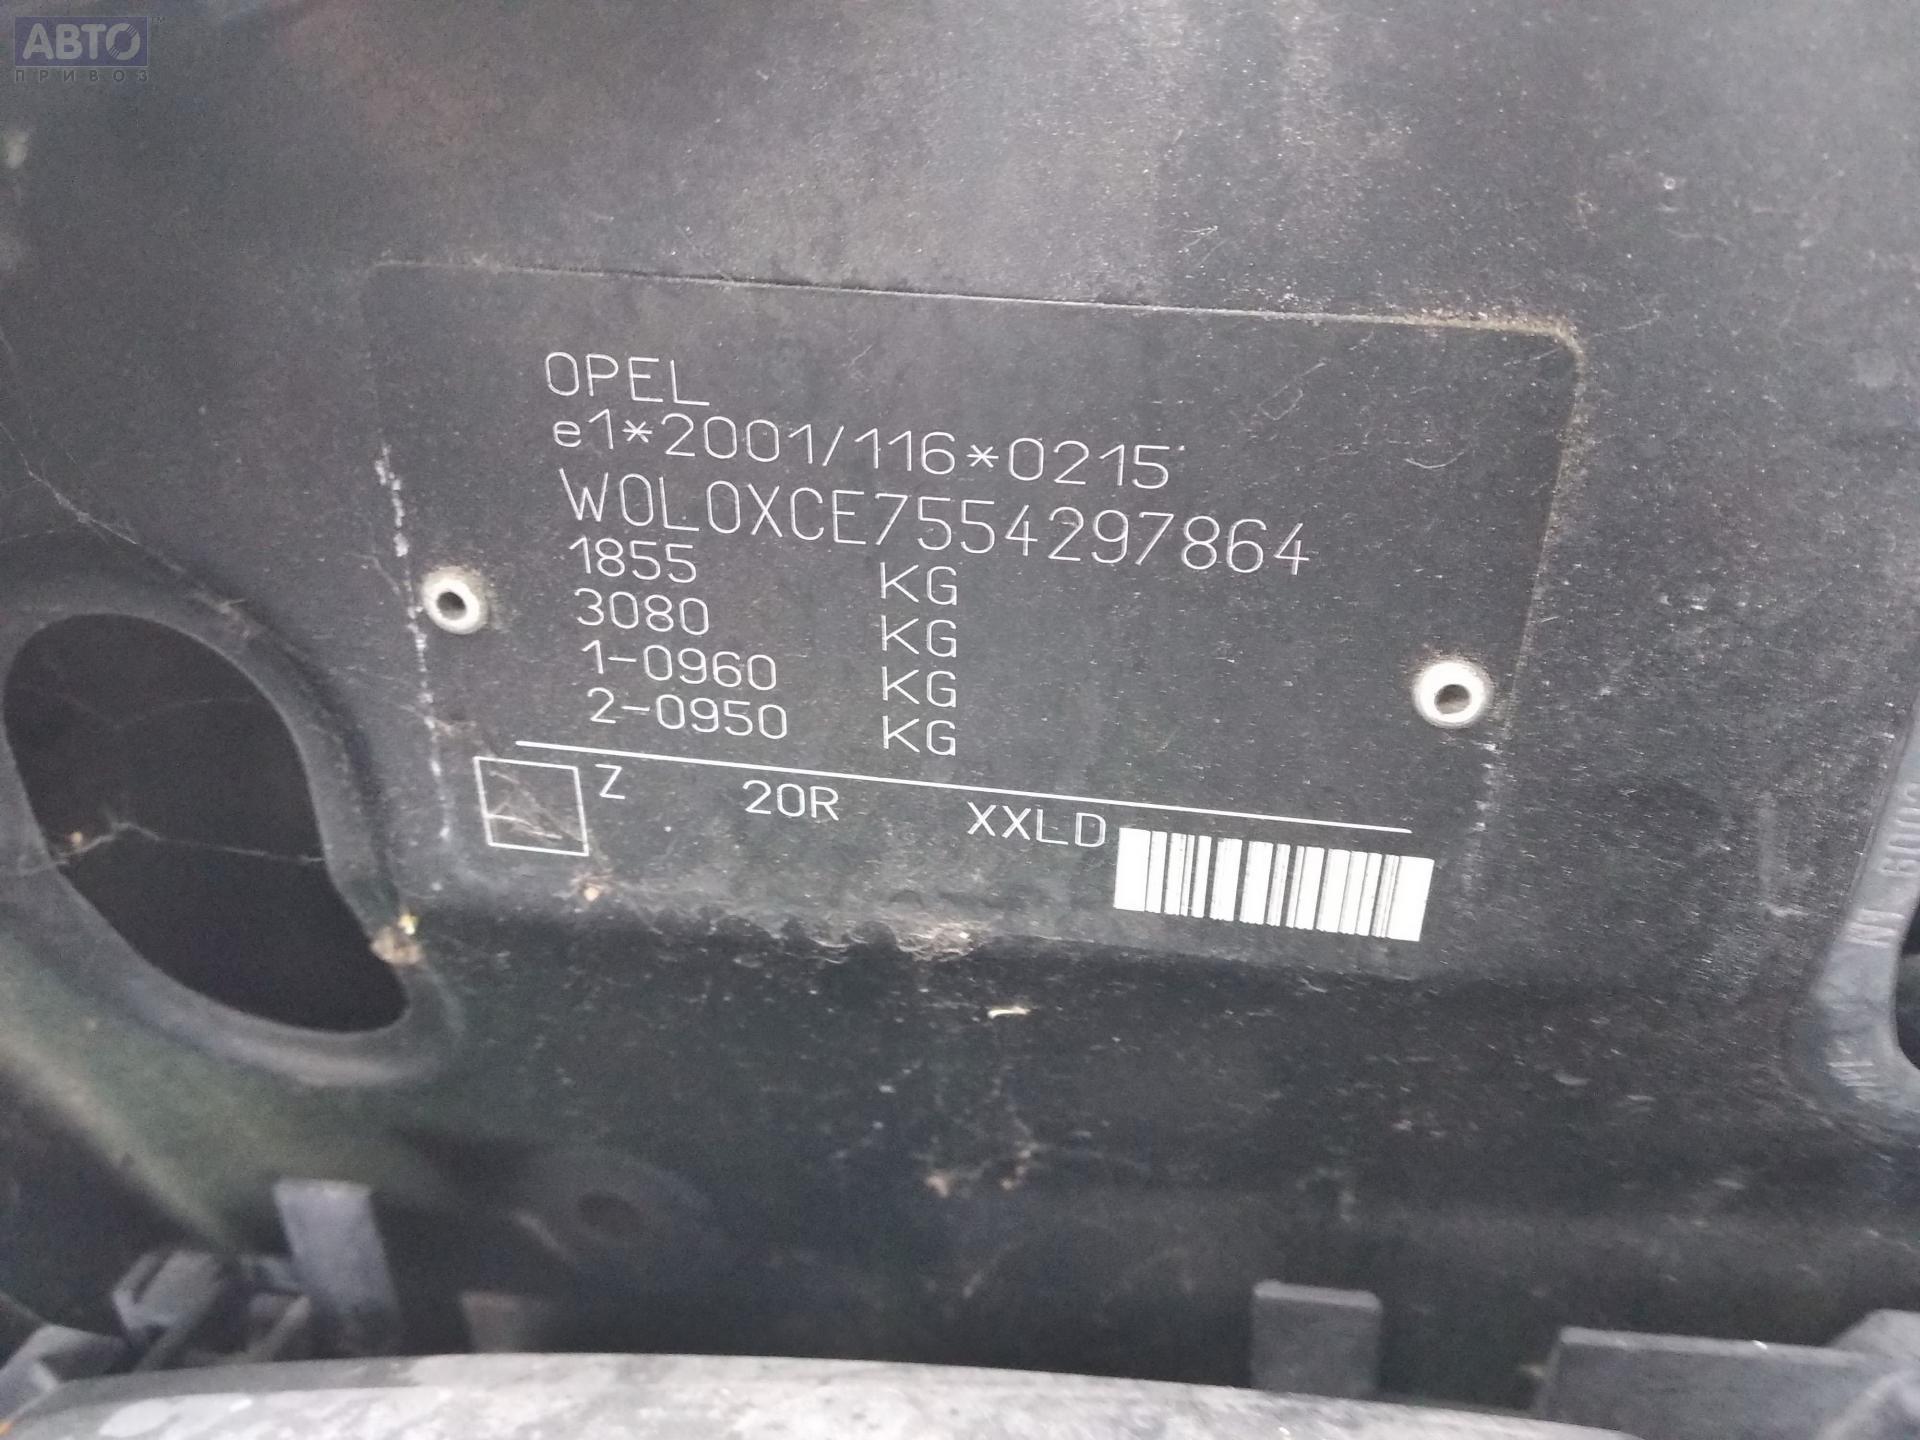 АВТО™
ПРИВОЗ
OPEL
e1*2001/116*0215
W0L0XCE7554297864
1855 KG
3080 KG
1-0960 KG
2-0950 KG
Z 20R XXLD